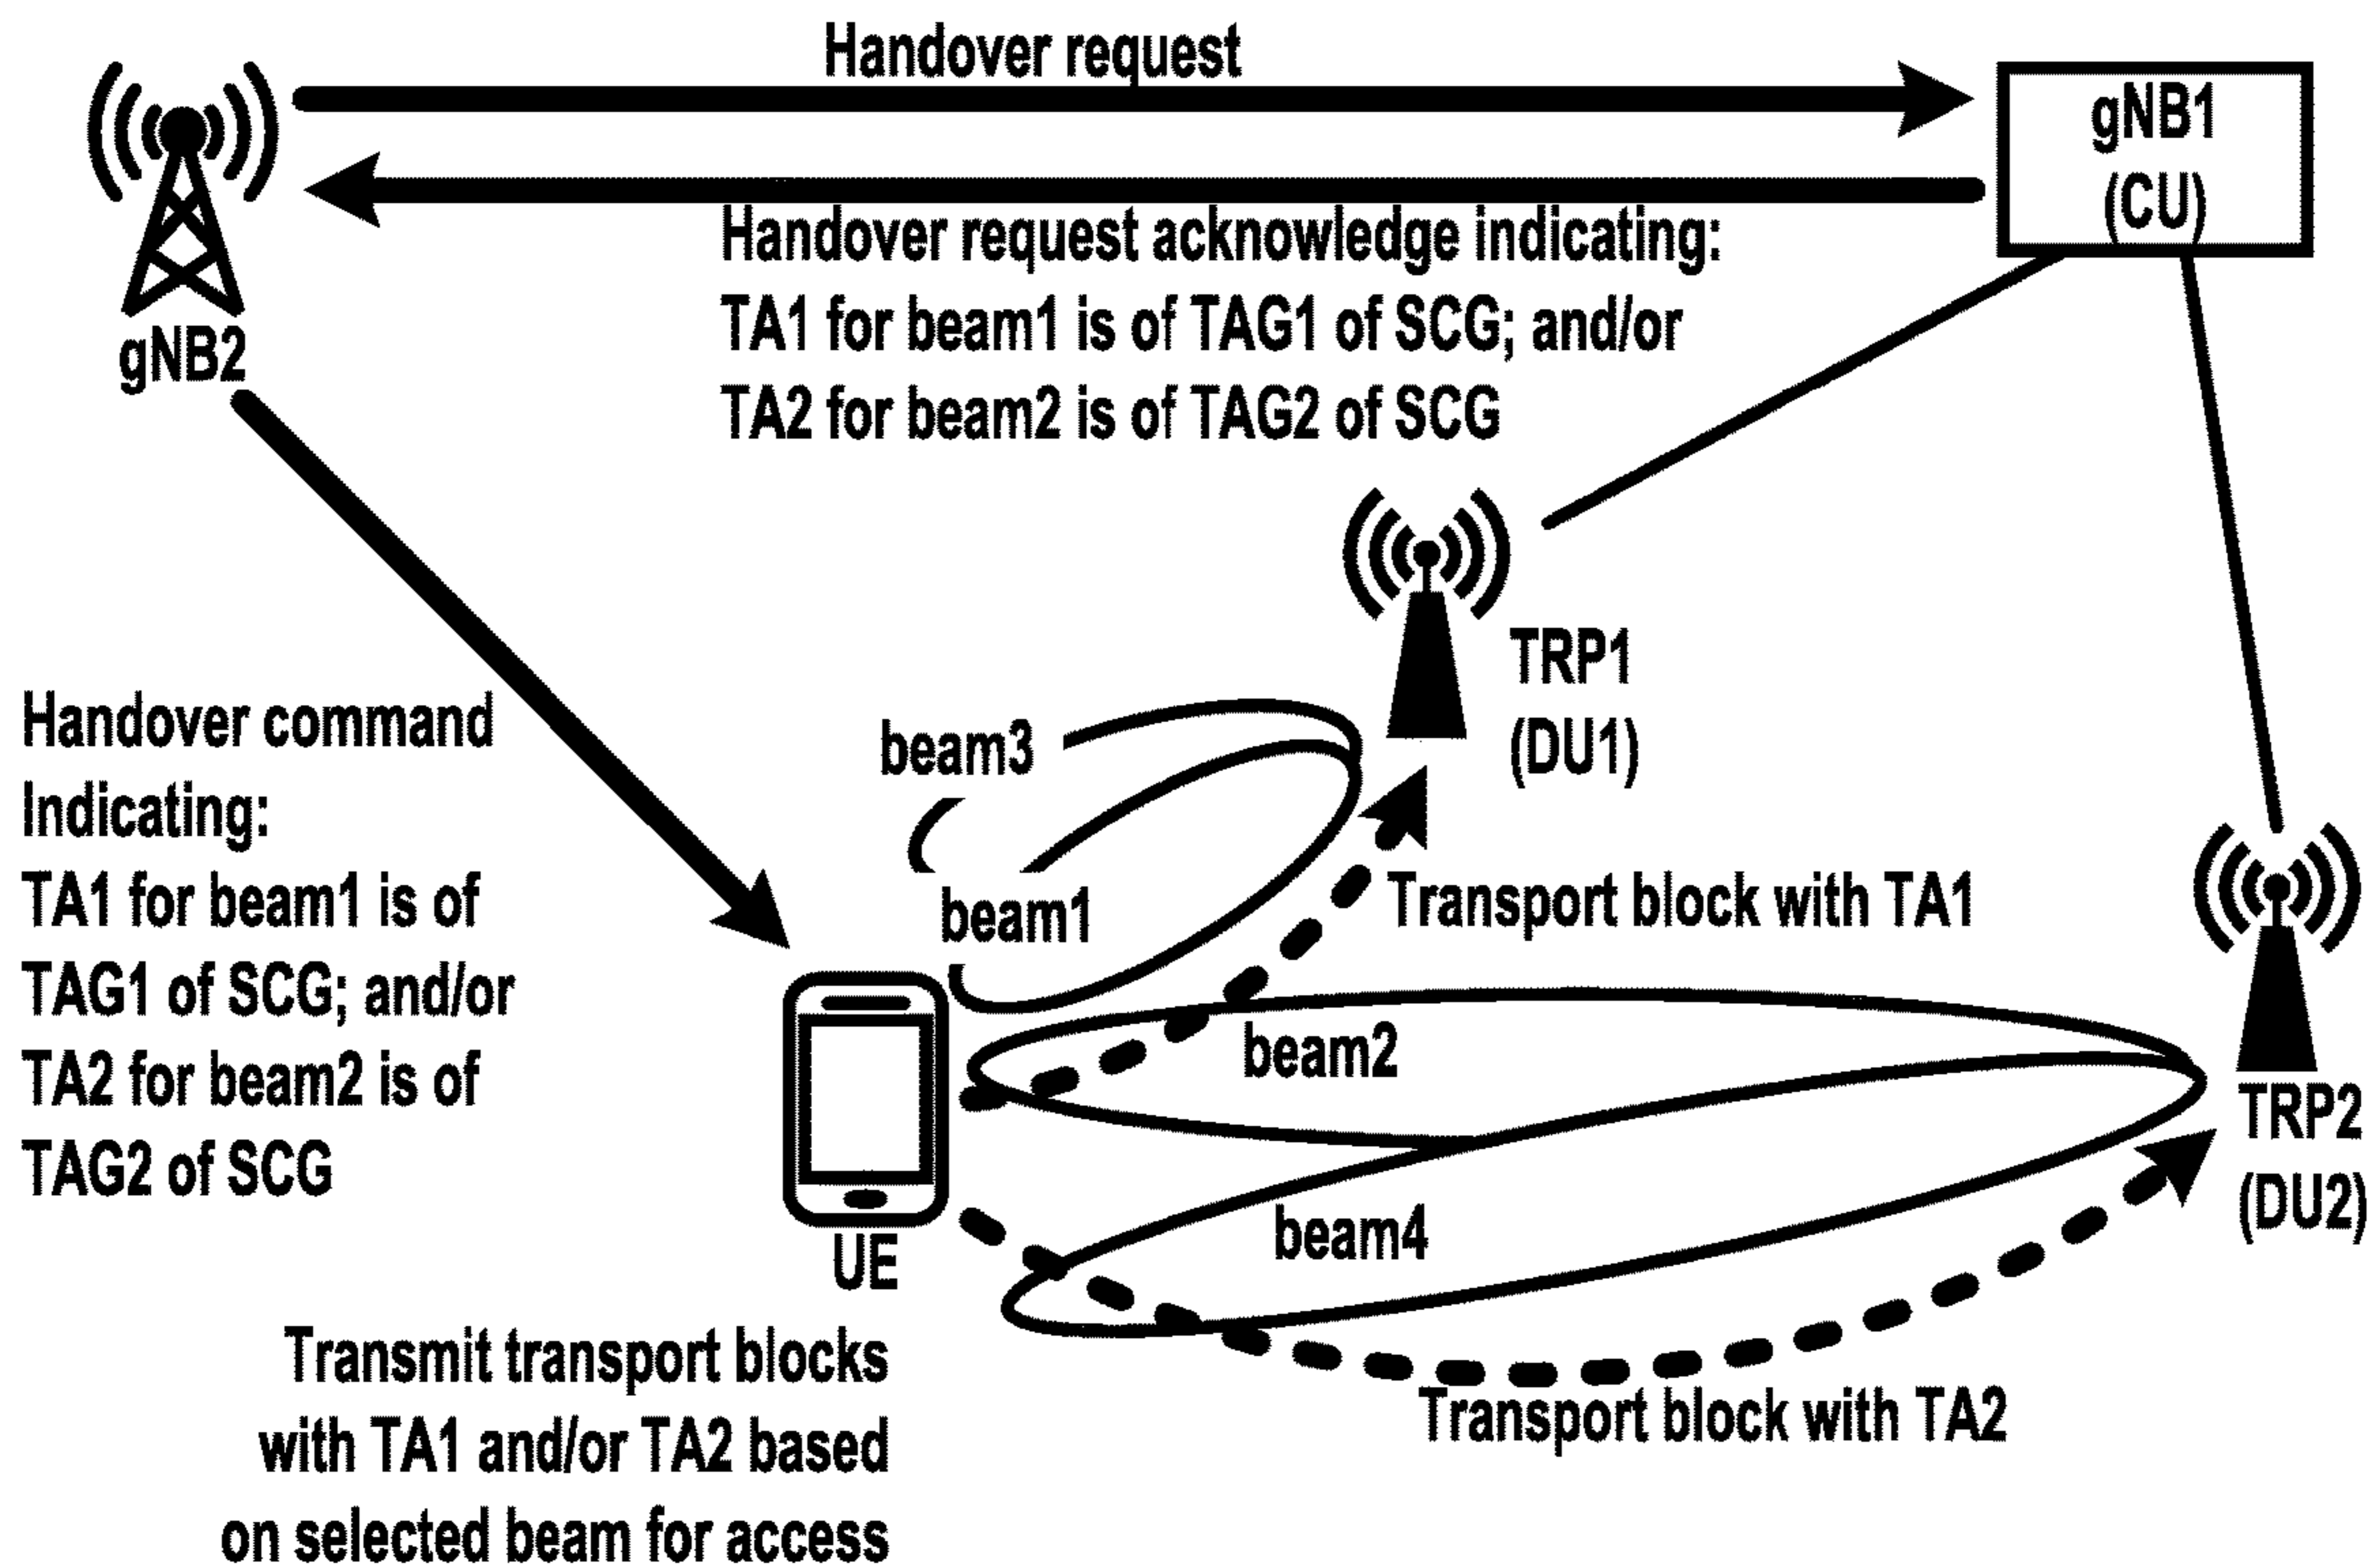 Handover request
gNB1
(CU)
Handover request acknowledge indicating:
TA1 for beam1 is of TAG1 of SCG; and/or
TA2 for beam2 is of TAG2 of SCG
gNB2
TRP1
(DU1)
Handover command
Indicating:
TA1 for beam1 is of
TAG1 of SCG; and/or
TA2 for beam2 is of
TAG2 of SCG
beam3
beam1
Transport block with TA1
beam2
TRP2
(DU2)
beam4
UE
Transport block with TA2
Transmit transport blocks
with TA1 and/or TA2 based
on selected beam for access